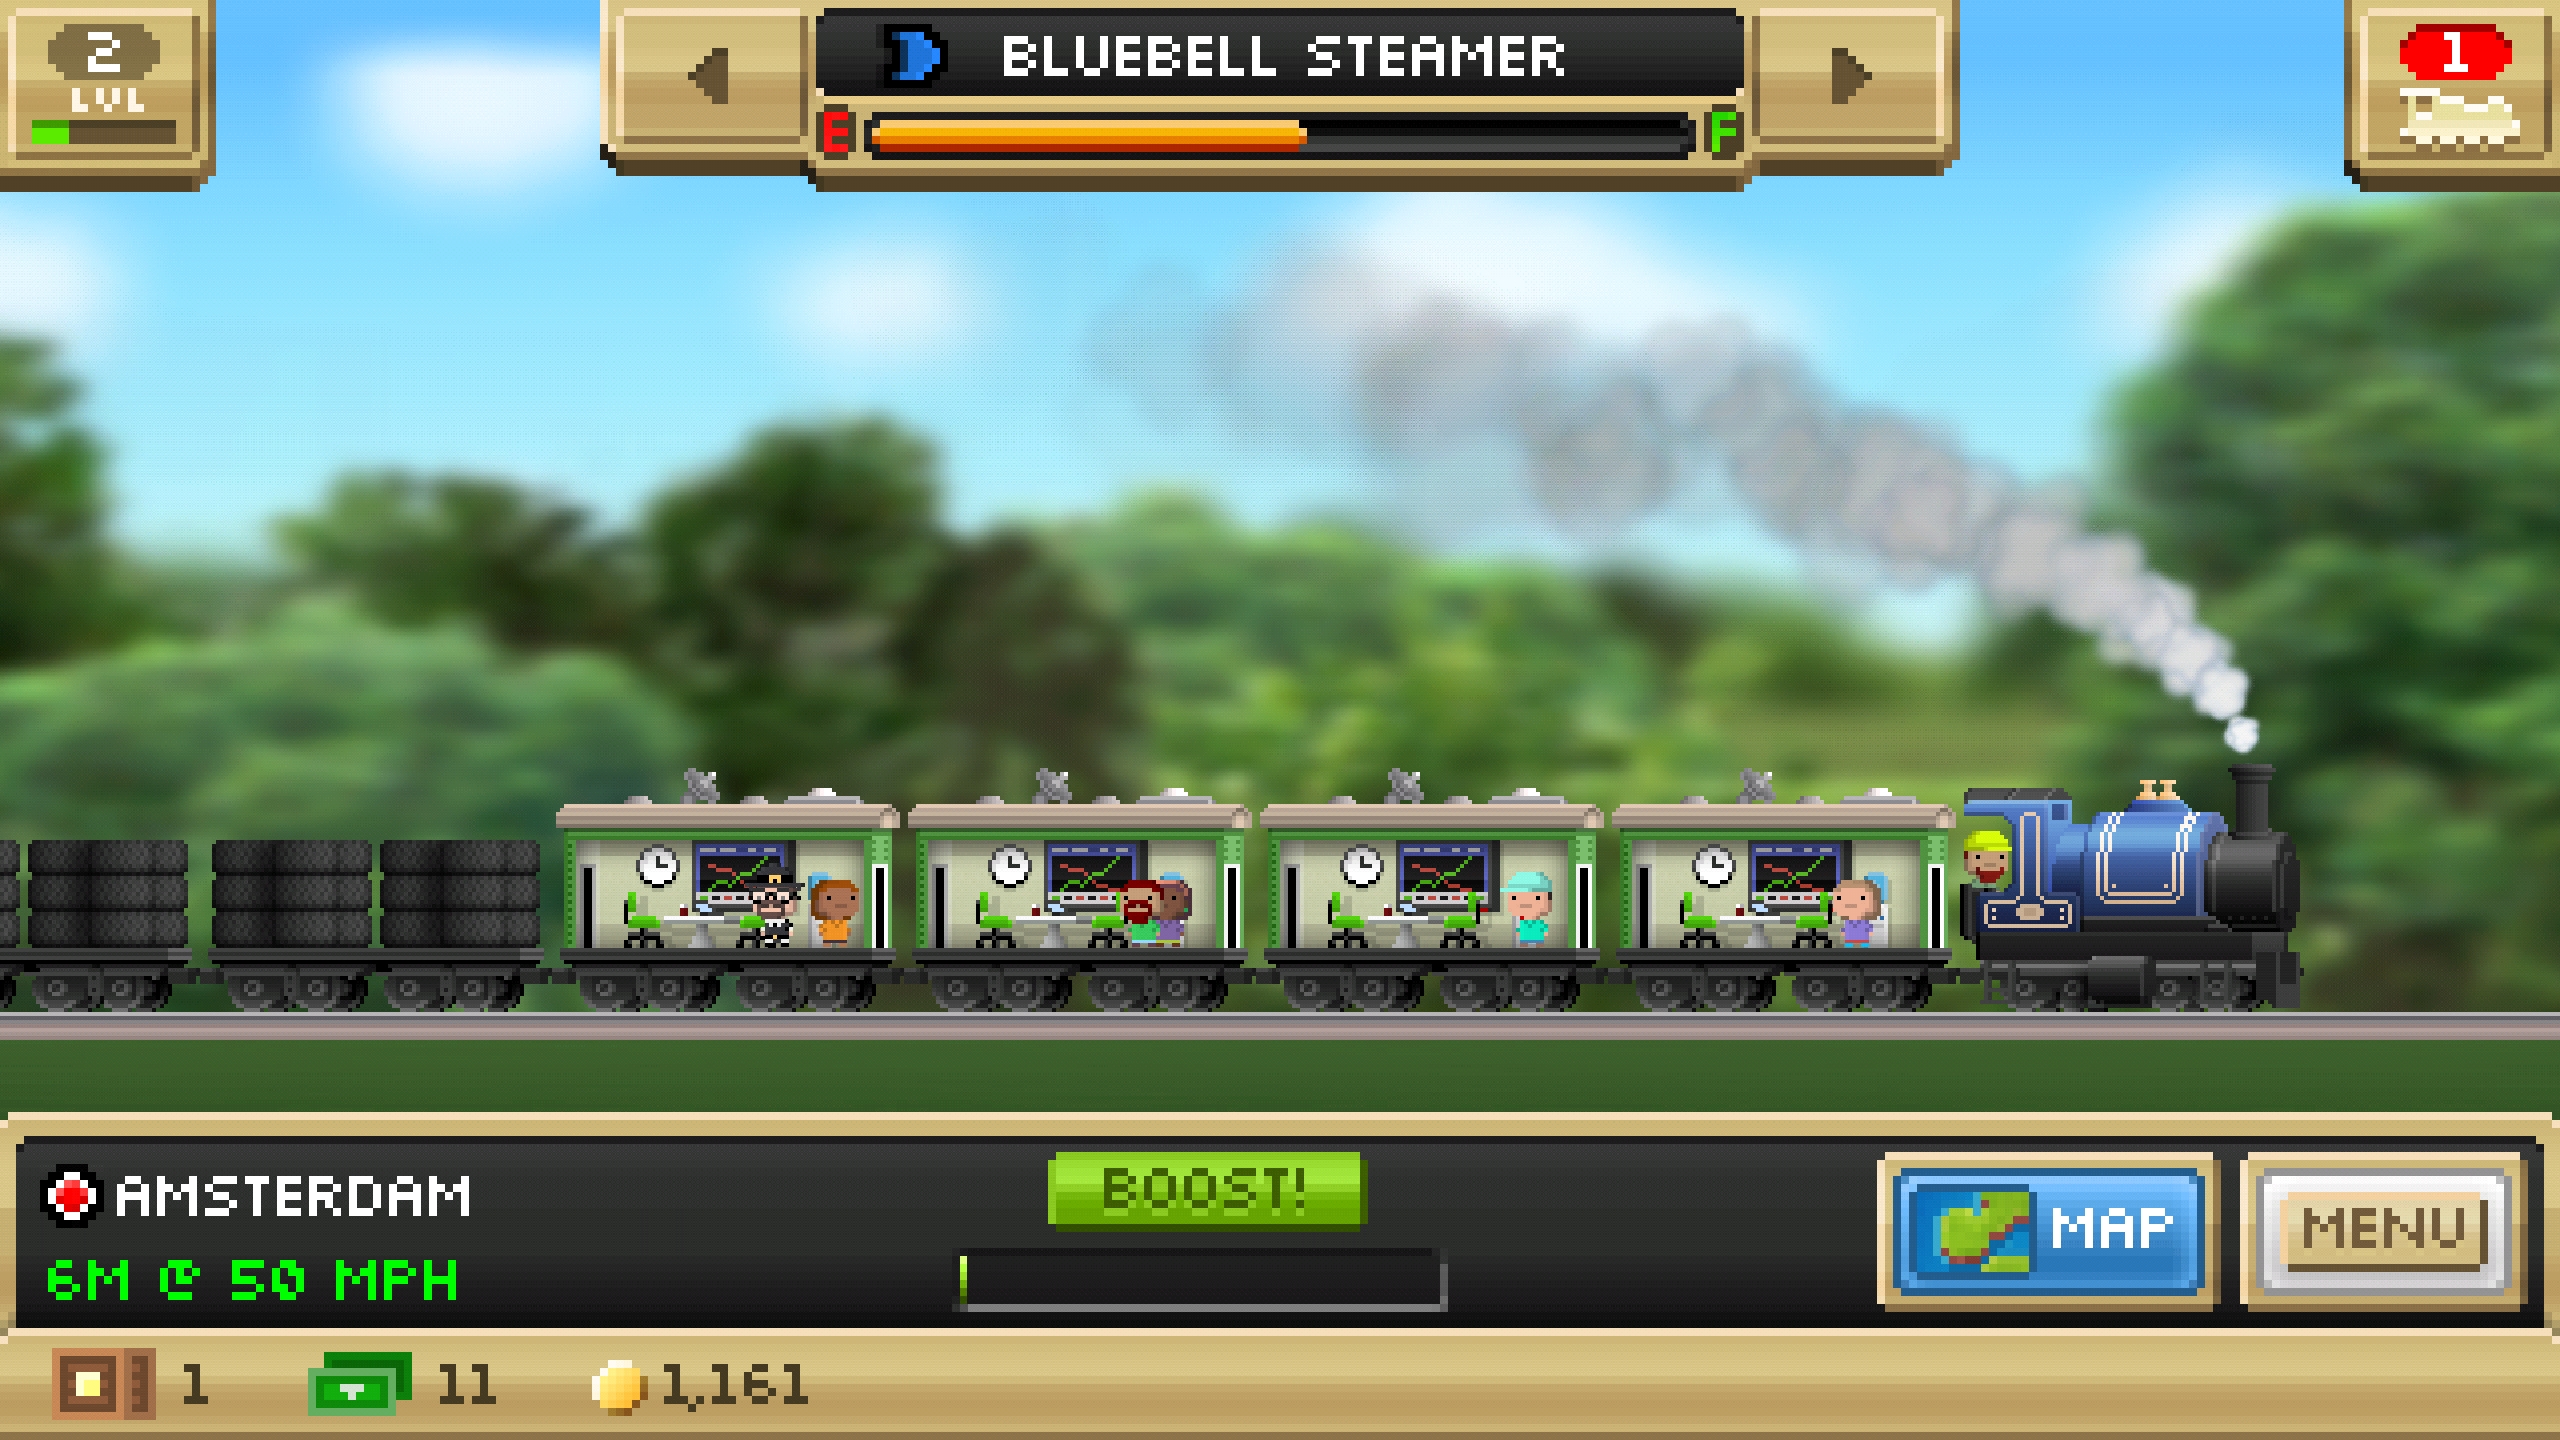 2
LVL
BLUEBELL STEAMER
E F
1
AMSTERDAM
6M @ 50 MPH
BOOST!
MAP
MENU
1 11 1,161